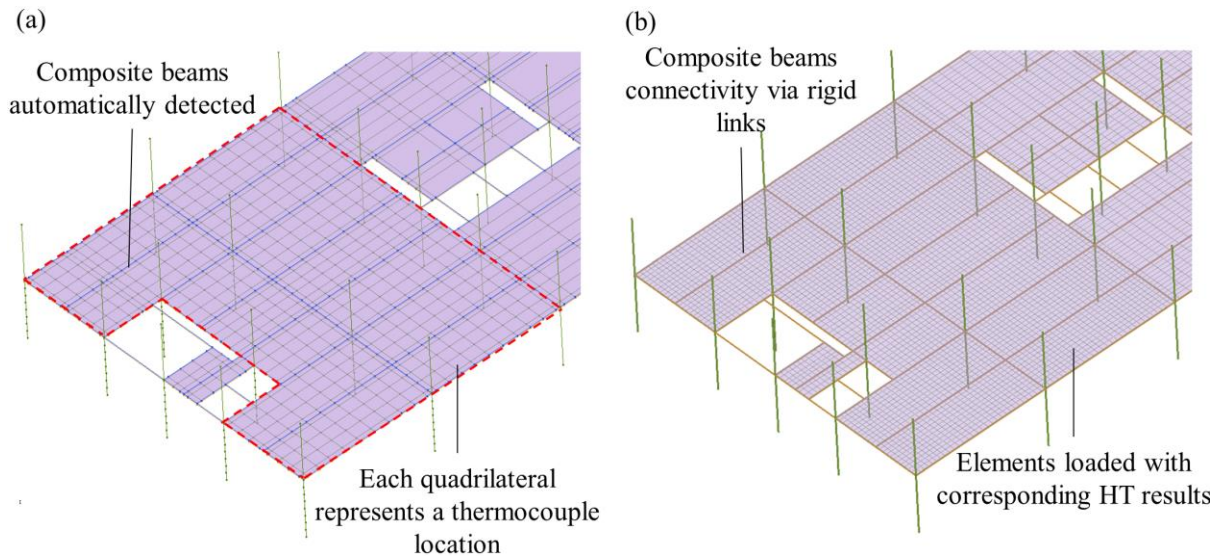 (a)
Composite beams
automatically detected
Each quadrilateral
represents a thermocouple
location
(b)
Composite beams
connectivity via rigid
links
Elements loaded with
corresponding HT results